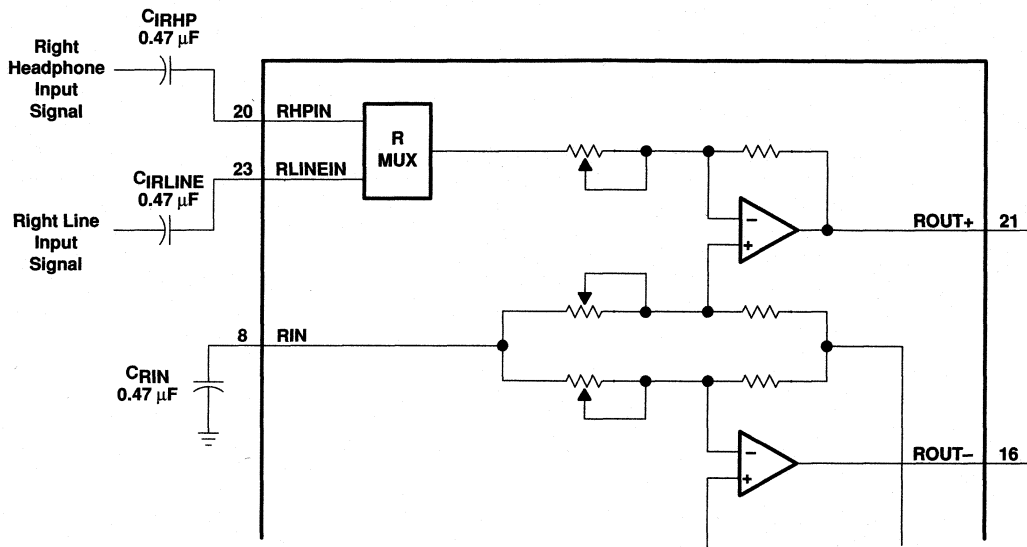 CIRHP
0.47 µF
Right
Headphone
Input
Signal
20 RHPIN
R
MUX
23 RLINEIN
CIRLINE
0.47 µF
Right Line
Input
Signal
−
+
ROUT+ 21
8 RIN
CRIN
0.47 µF
−
+
ROUT− 16